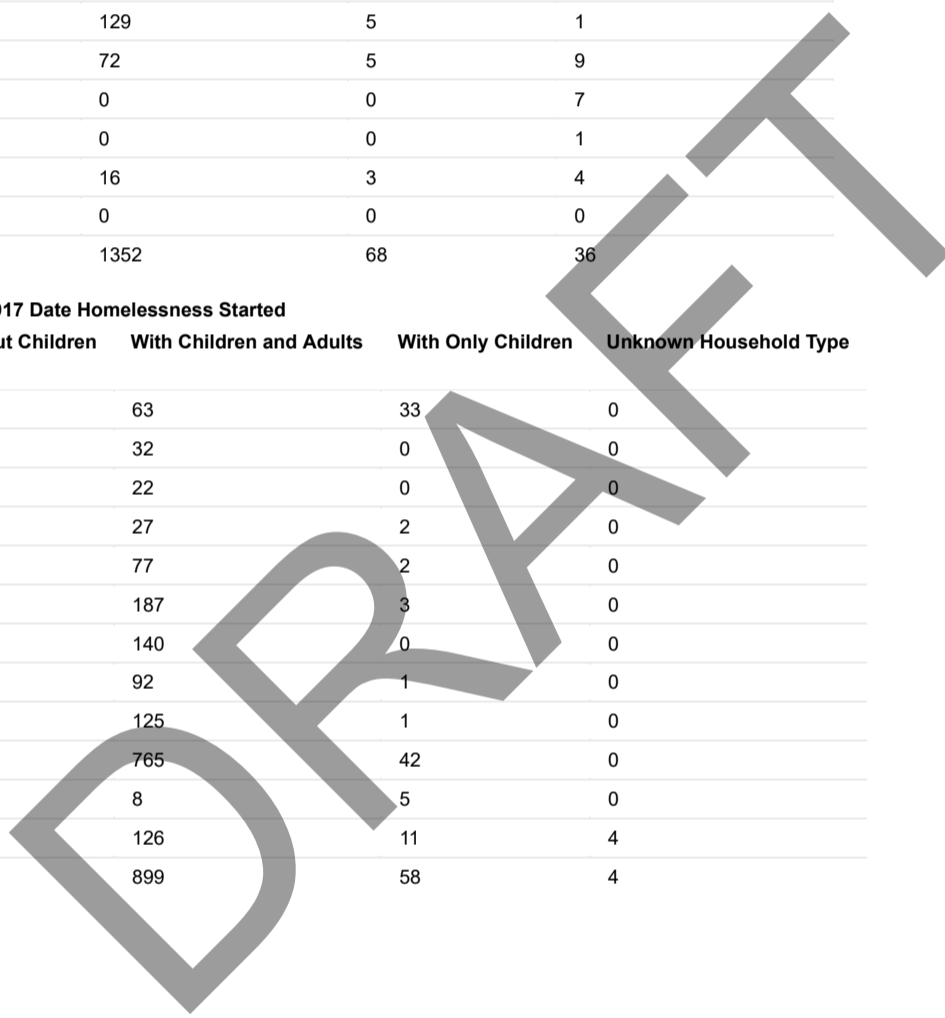 129 5 1
72 5 9
0 0 7
0 0 1
16 3 4
0 0 0
1352 68 36
017 Date Homelessness Started
ut Children With Children and Adults With Only Children Unknown Household Type
63 33 0
32 0 0
22 0 0
27 2 0
77 2 0
187 3 0
140 0 0
92 1 0
125 1 0
765 42 0
8 5 0
126 11 4
899 58 4
DRAFT